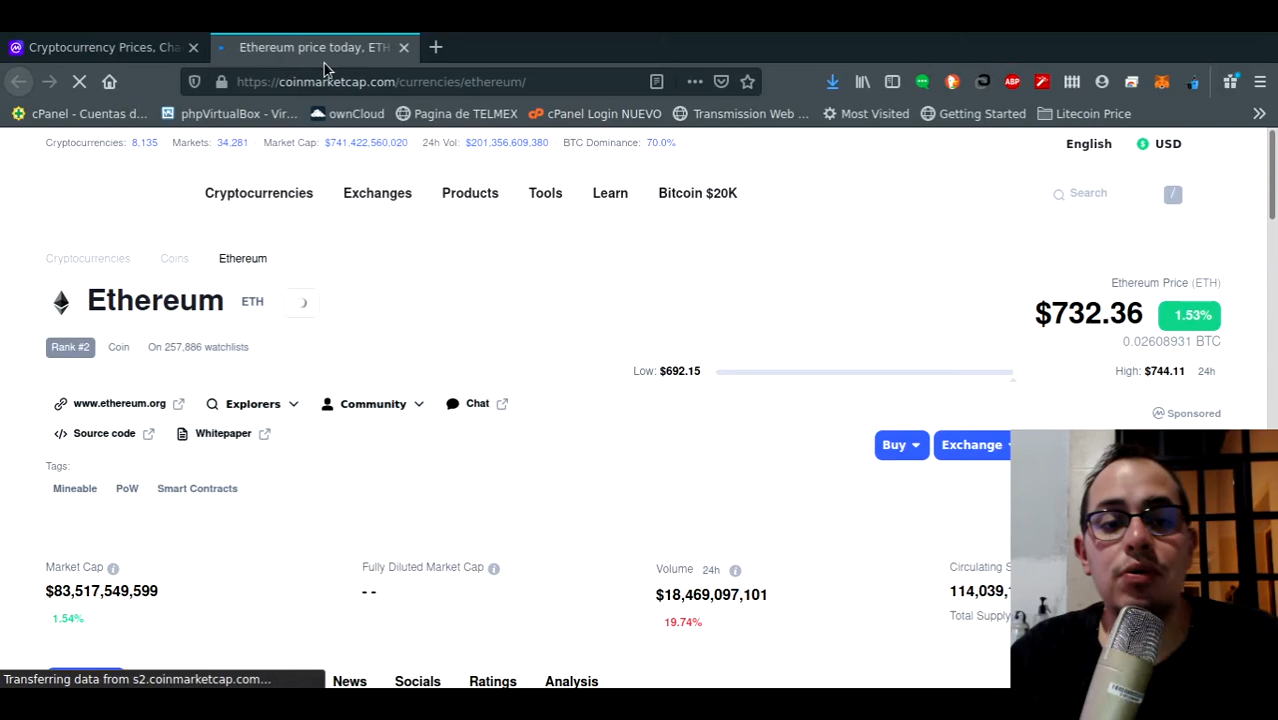 Cryptocurrency Prices, Cha
Ethereum price today, ETH
https://coinmarketcap.com/currencies/ethereum/
ABP
cPanel - Cuentas d...
phpVirtualBox - Vir...
ownCloud
Pagina de TELMEX
cPanel Login NUEVO
Transmission Web ...
Most Visited
Getting Started
Litecoin Price
Cryptocurrencies: 8,135 Markets: 34,281 Market Cap: $741,422,560,020 24h Vol: $201,356,609,380 BTC Dominance: 70.0%
English
USD
Cryptocurrencies
Exchanges
Products
Tools
Learn
Bitcoin $20K
Search
/
Cryptocurrencies
Coins
Ethereum
Ethereum ETH
Ethereum Price (ETH)
$732.36
1.53%
0.02608931 BTC
Rank #2
Coin
On 257,886 watchlists
Low: $692.15
High: $744.11
24h
www.ethereum.org
Explorers
Community
Chat
Sponsored
Source code
Whitepaper
Buy
Exchange
Tags:
Mineable
PoW
Smart Contracts
Market Cap
$83,517,549,599
1.54%
Fully Diluted Market Cap
- -
Volume 24h
$18,469,097,101
19.74%
Circulating S
114,039,
Total Supply
News
Socials
Ratings
Analysis
Transferring data from s2.coinmarketcap.com...